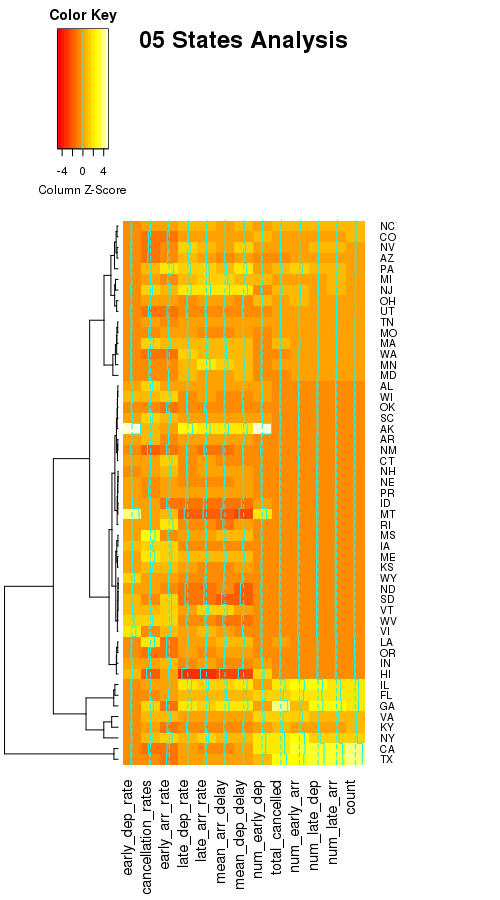 Color Key
05 States Analysis
-4 0 4
Column Z-Score
NC
CO
NV
AZ
PA
MI
NJ
OH
UT
TN
MO
MA
WA
MN
MD
AL
WI
OK
SC
AK
AR
NM
CT
NH
NE
PR
ID
MT
RI
MS
IA
ME
KS
WY
ND
SD
VT
WV
VI
LA
OR
IN
HI
IL
FL
GA
VA
KY
NY
CA
TX
early_dep_rate
cancellation_rates
early_arr_rate
late_dep_rate
late_arr_rate
mean_arr_delay
mean_dep_delay
num_early_dep
total_cancelled
num_early_arr
num_late_dep
num_late_arr
count